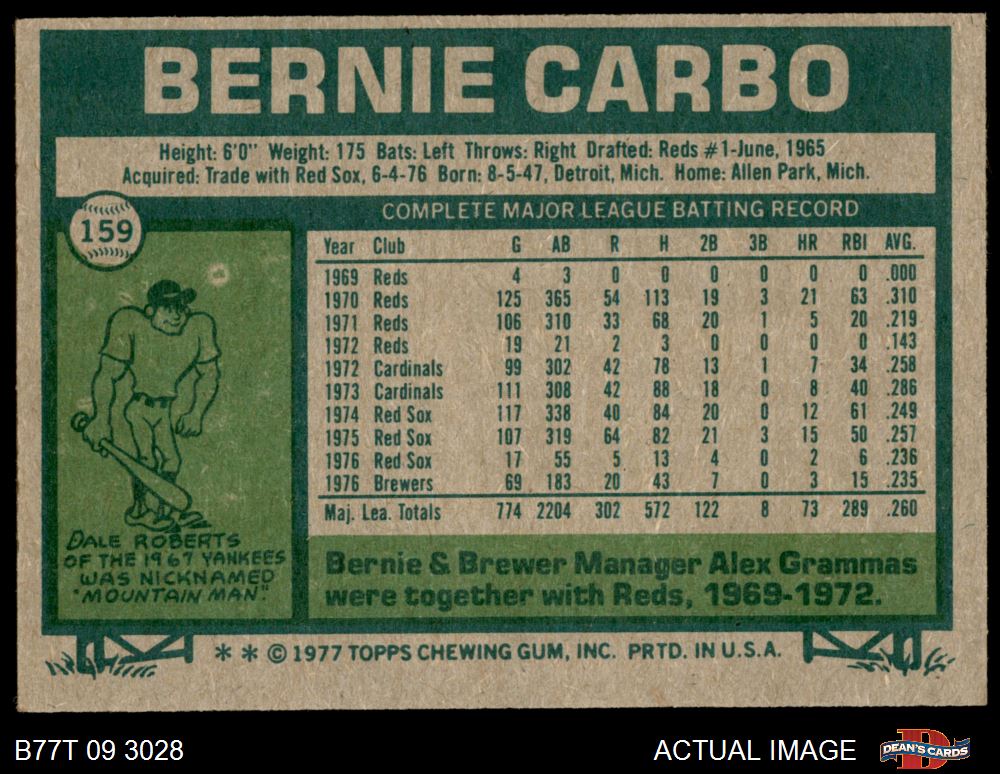 BERNIE CARBO
Height: 6'0" Weight: 175 Bats: Left Throws: Right Drafted: Reds #1-June, 1965
Acquired: Trade with Red Sox, 6-4-76 Born: 8-5-47, Detroit, Mich. Home: Allen Park, Mich.
159
COMPLETE MAJOR LEAGUE BATTING RECORD
Year Club G AB R H 2B 3B HR RBI AVG.
1969 Reds 4 3 0 0 0 0 0 0 .000
1970 Reds 125 365 54 113 19 3 21 63 .310
1971 Reds 106 310 33 68 20 1 5 20 .219
1972 Reds 19 21 2 3 0 0 0 0 .143
1972 Cardinals 99 302 42 78 13 1 7 34 .258
1973 Cardinals 111 308 42 88 18 0 8 40 .286
1974 Red Sox 117 338 40 84 20 0 12 61 .249
1975 Red Sox 107 319 64 82 21 3 15 50 .257
1976 Red Sox 17 55 5 13 4 0 2 6 .236
1976 Brewers 69 183 20 43 7 0 3 15 .235
Maj. Lea. Totals 774 2204 302 572 122 8 73 289 .260
DALE ROBERTS
OF THE 1967 YANKEES
WAS NICKNAMED
"MOUNTAIN MAN".
Bernie & Brewer Manager Alex Grammas
were together with Reds, 1969-1972.
* * © 1977 TOPPS CHEWING GUM, INC. PRTD. IN U.S.A.
B77T 09 3028
ACTUAL IMAGE
DEAN'S CARDS